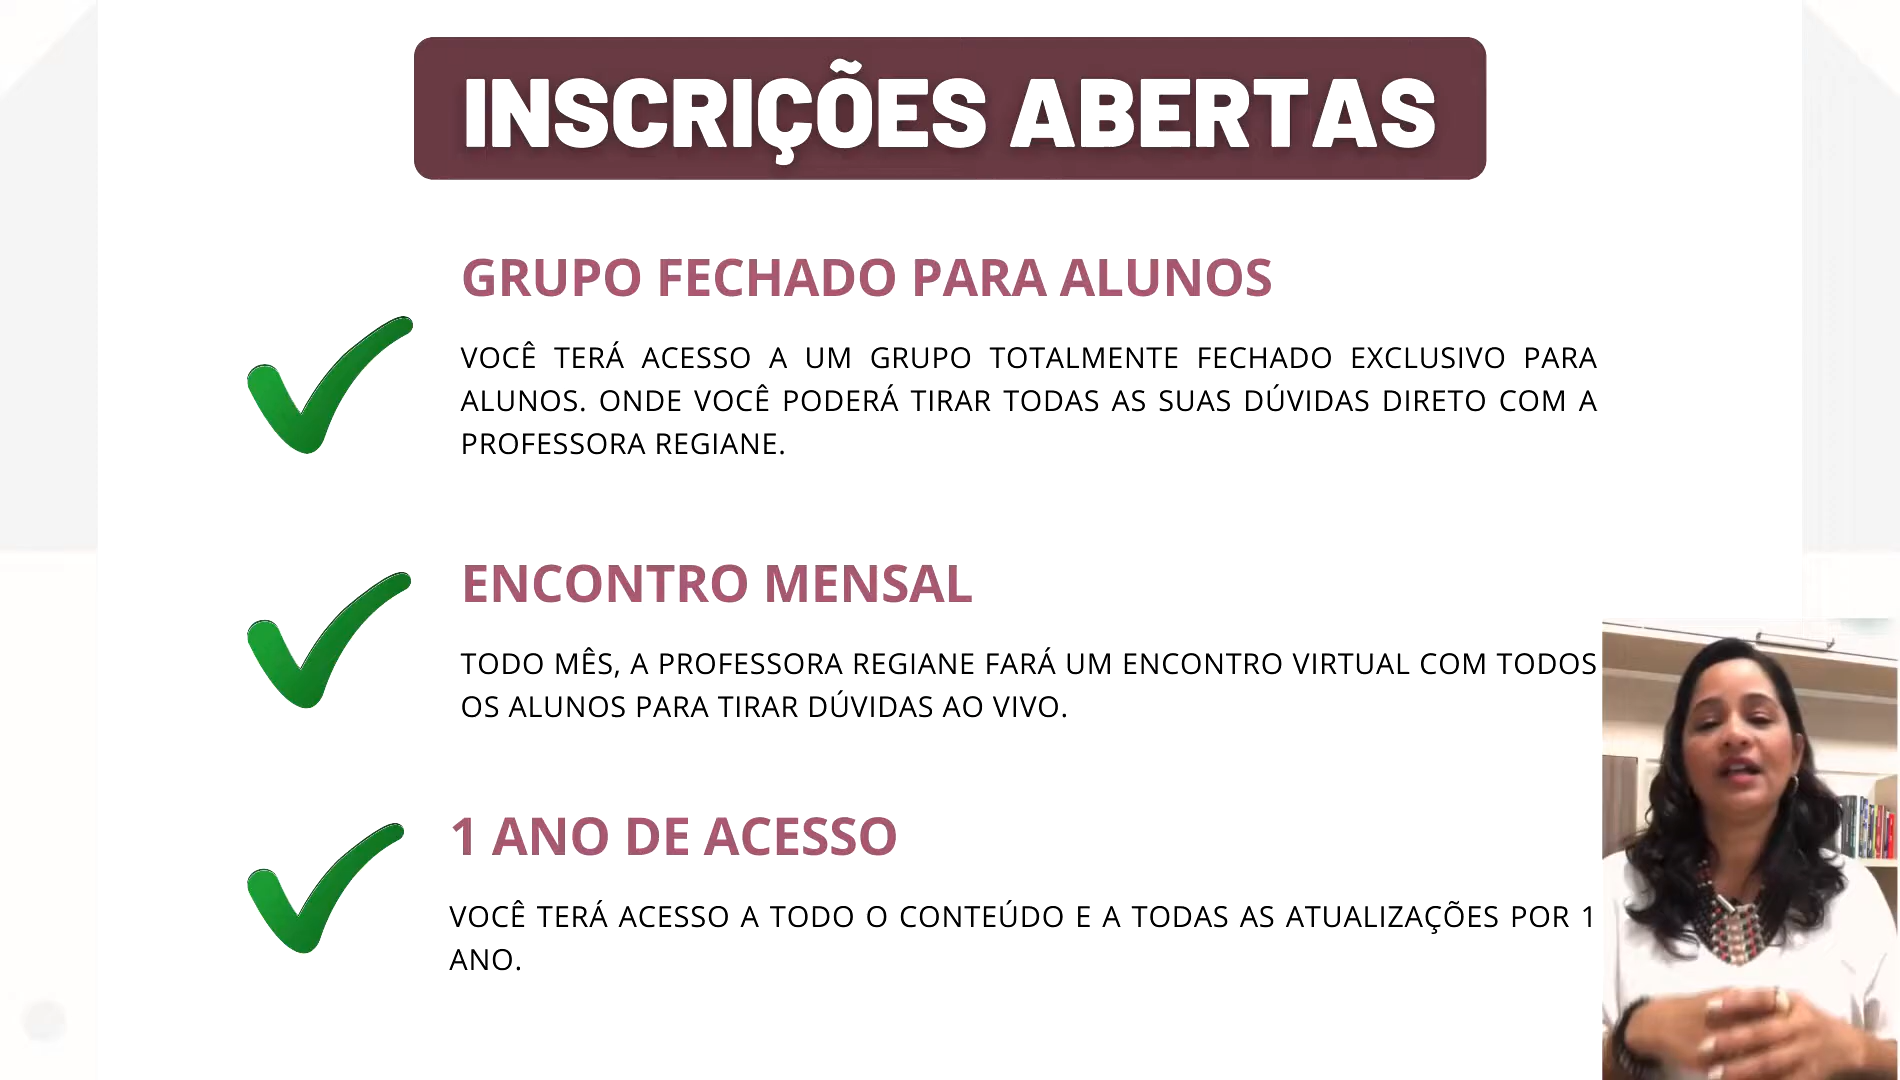 INSCRIÇÕES ABERTAS
GRUPO FECHADO PARA ALUNOS
VOCÊ TERÁ ACESSO A UM GRUPO TOTALMENTE FECHADO EXCLUSIVO PARA
ALUNOS. ONDE VOCÊ PODERÁ TIRAR TODAS AS SUAS DÚVIDAS DIRETO COM A
PROFESSORA REGIANE.
ENCONTRO MENSAL
TODO MÊS, A PROFESSORA REGIANE FARÁ UM ENCONTRO VIRTUAL COM TODOS
OS ALUNOS PARA TIRAR DÚVIDAS AO VIVO.
1 ANO DE ACESSO
VOCÊ TERÁ ACESSO A TODO O CONTEÚDO E A TODAS AS ATUALIZAÇÕES POR 1
ANO.